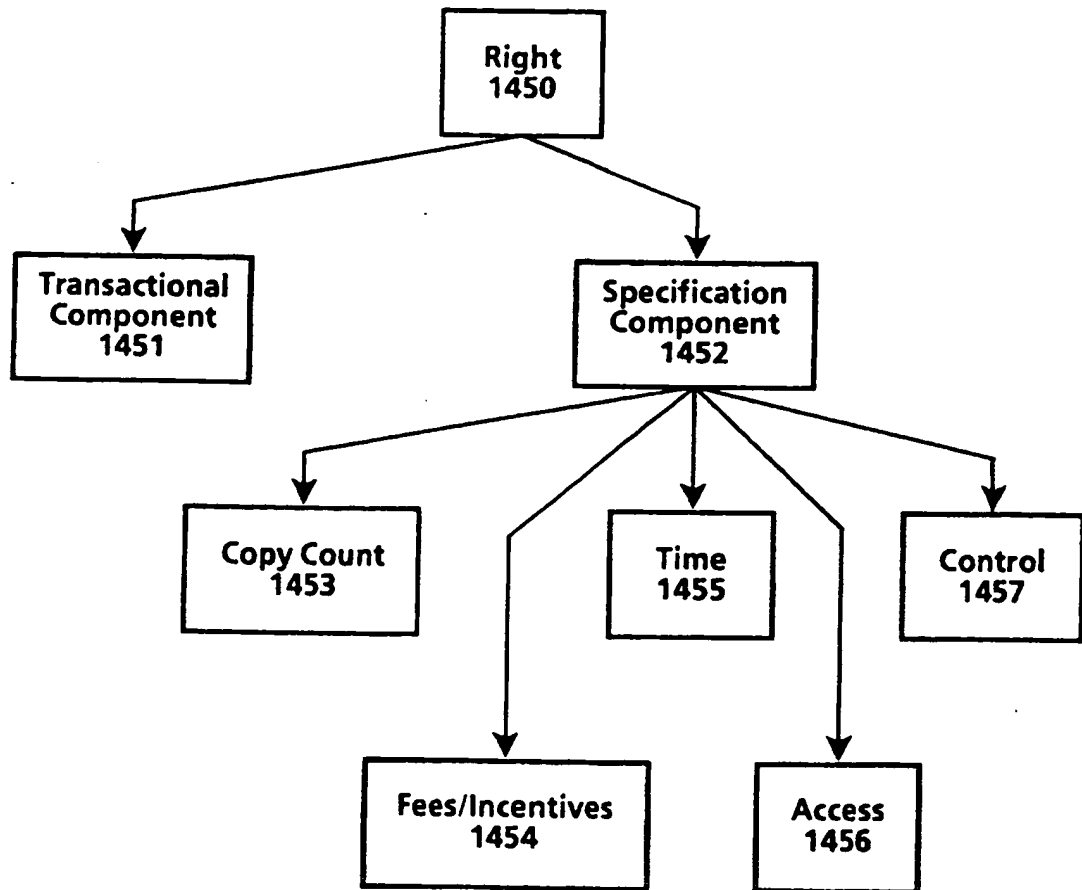 Right
1450
Transactional
Component
1451
Specification
Component
1452
Copy Count
1453
Time
1455
Control
1457
Fees/Incentives
1454
Access
1456